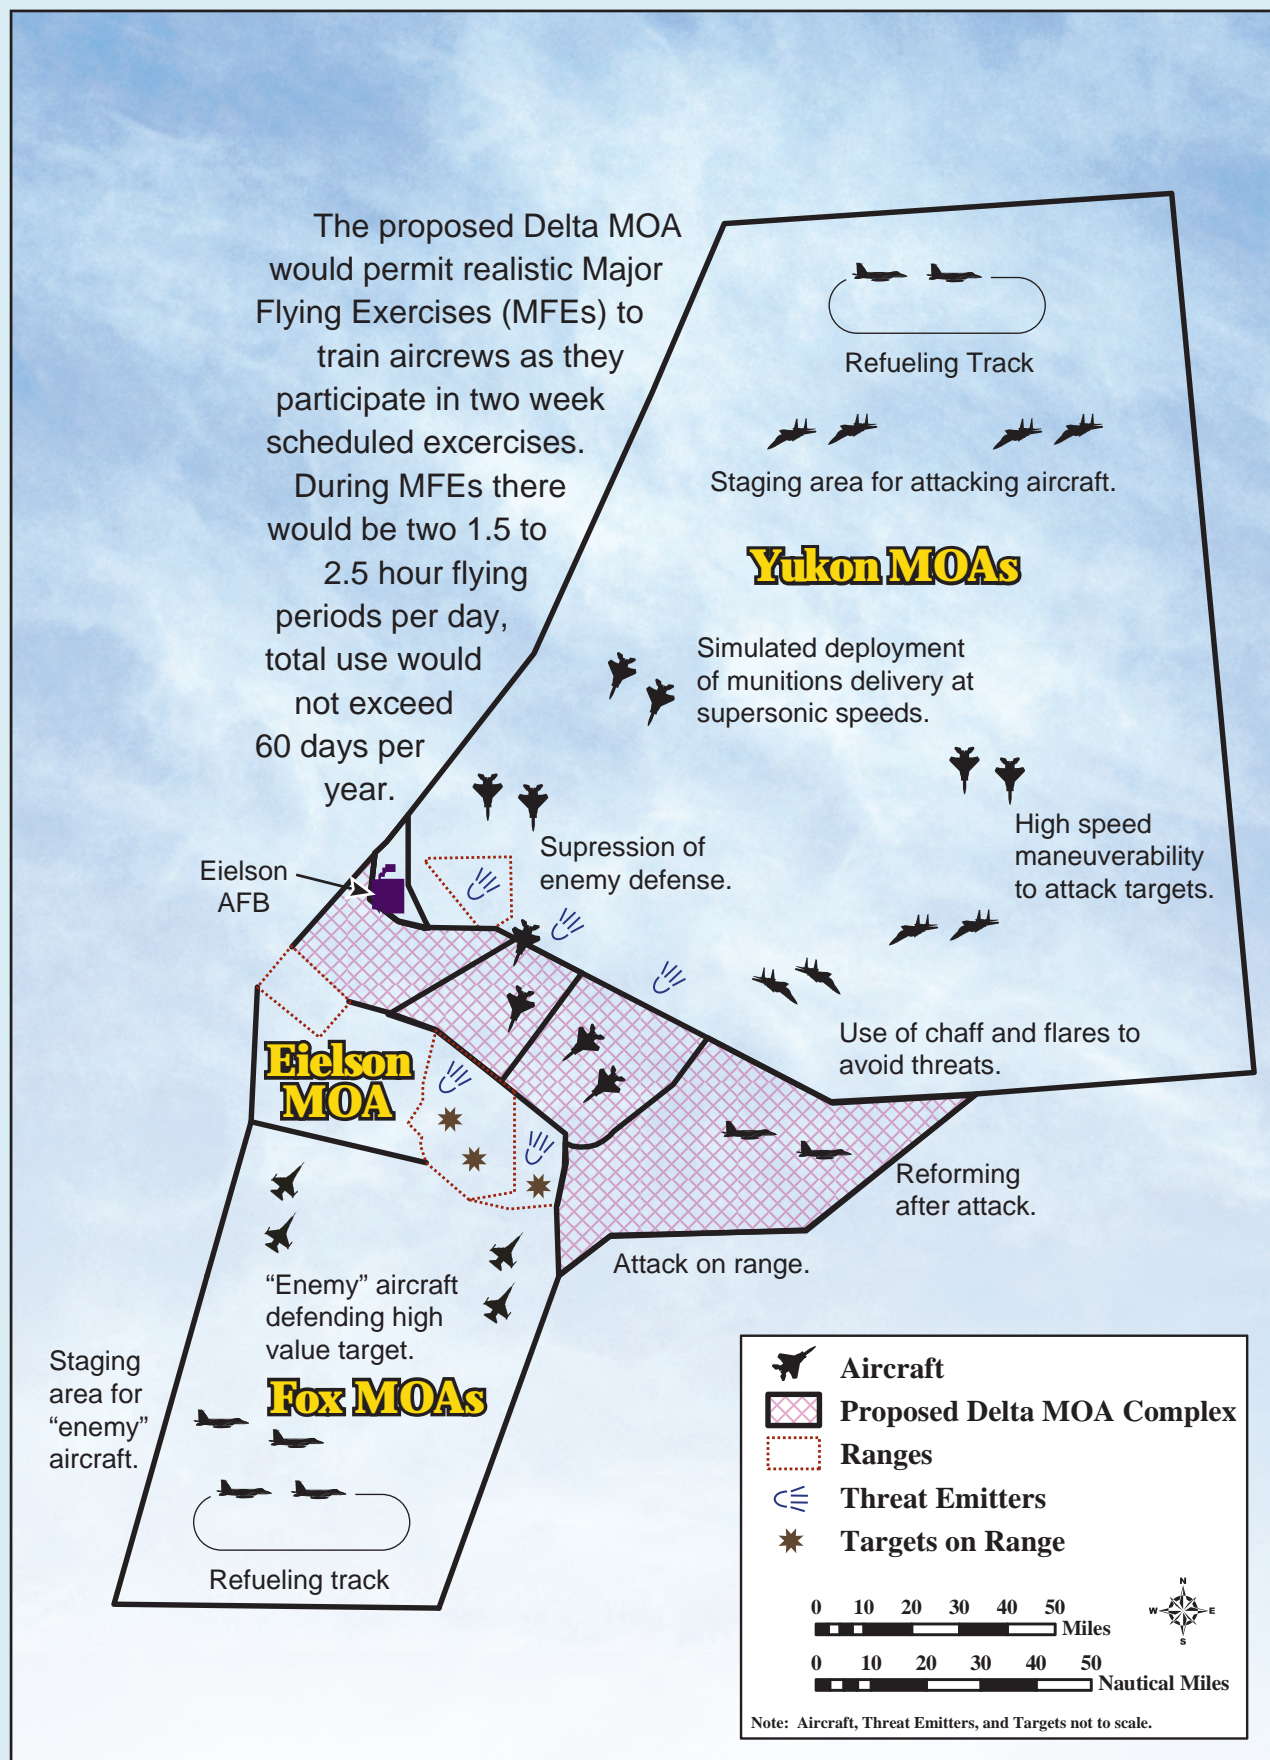 The proposed Delta MOA
would permit realistic Major
Flying Exercises (MFEs) to
train aircrews as they
participate in two week
scheduled excercises.
During MFEs there
would be two 1.5 to
2.5 hour flying
periods per day,
total use would
not exceed
60 days per
year.
Refueling Track
Staging area for attacking aircraft.
Yukon MOAs
Simulated deployment
of munitions delivery at
supersonic speeds.
High speed
maneuverability
to attack targets.
Supression of
enemy defense.
Eielson
AFB
Use of chaff and flares to
avoid threats.
Eielson
MOA
Reforming
after attack.
Attack on range.
"Enemy" aircraft
defending high
value target.
Staging
area for
"enemy"
aircraft.
Fox MOAs
Refueling track
Aircraft
Proposed Delta MOA Complex
Ranges
Threat Emitters
Targets on Range
0 10 20 30 40 50
Miles
0 10 20 30 40 50
Nautical Miles
N
W E
S
Note: Aircraft, Threat Emitters, and Targets not to scale.